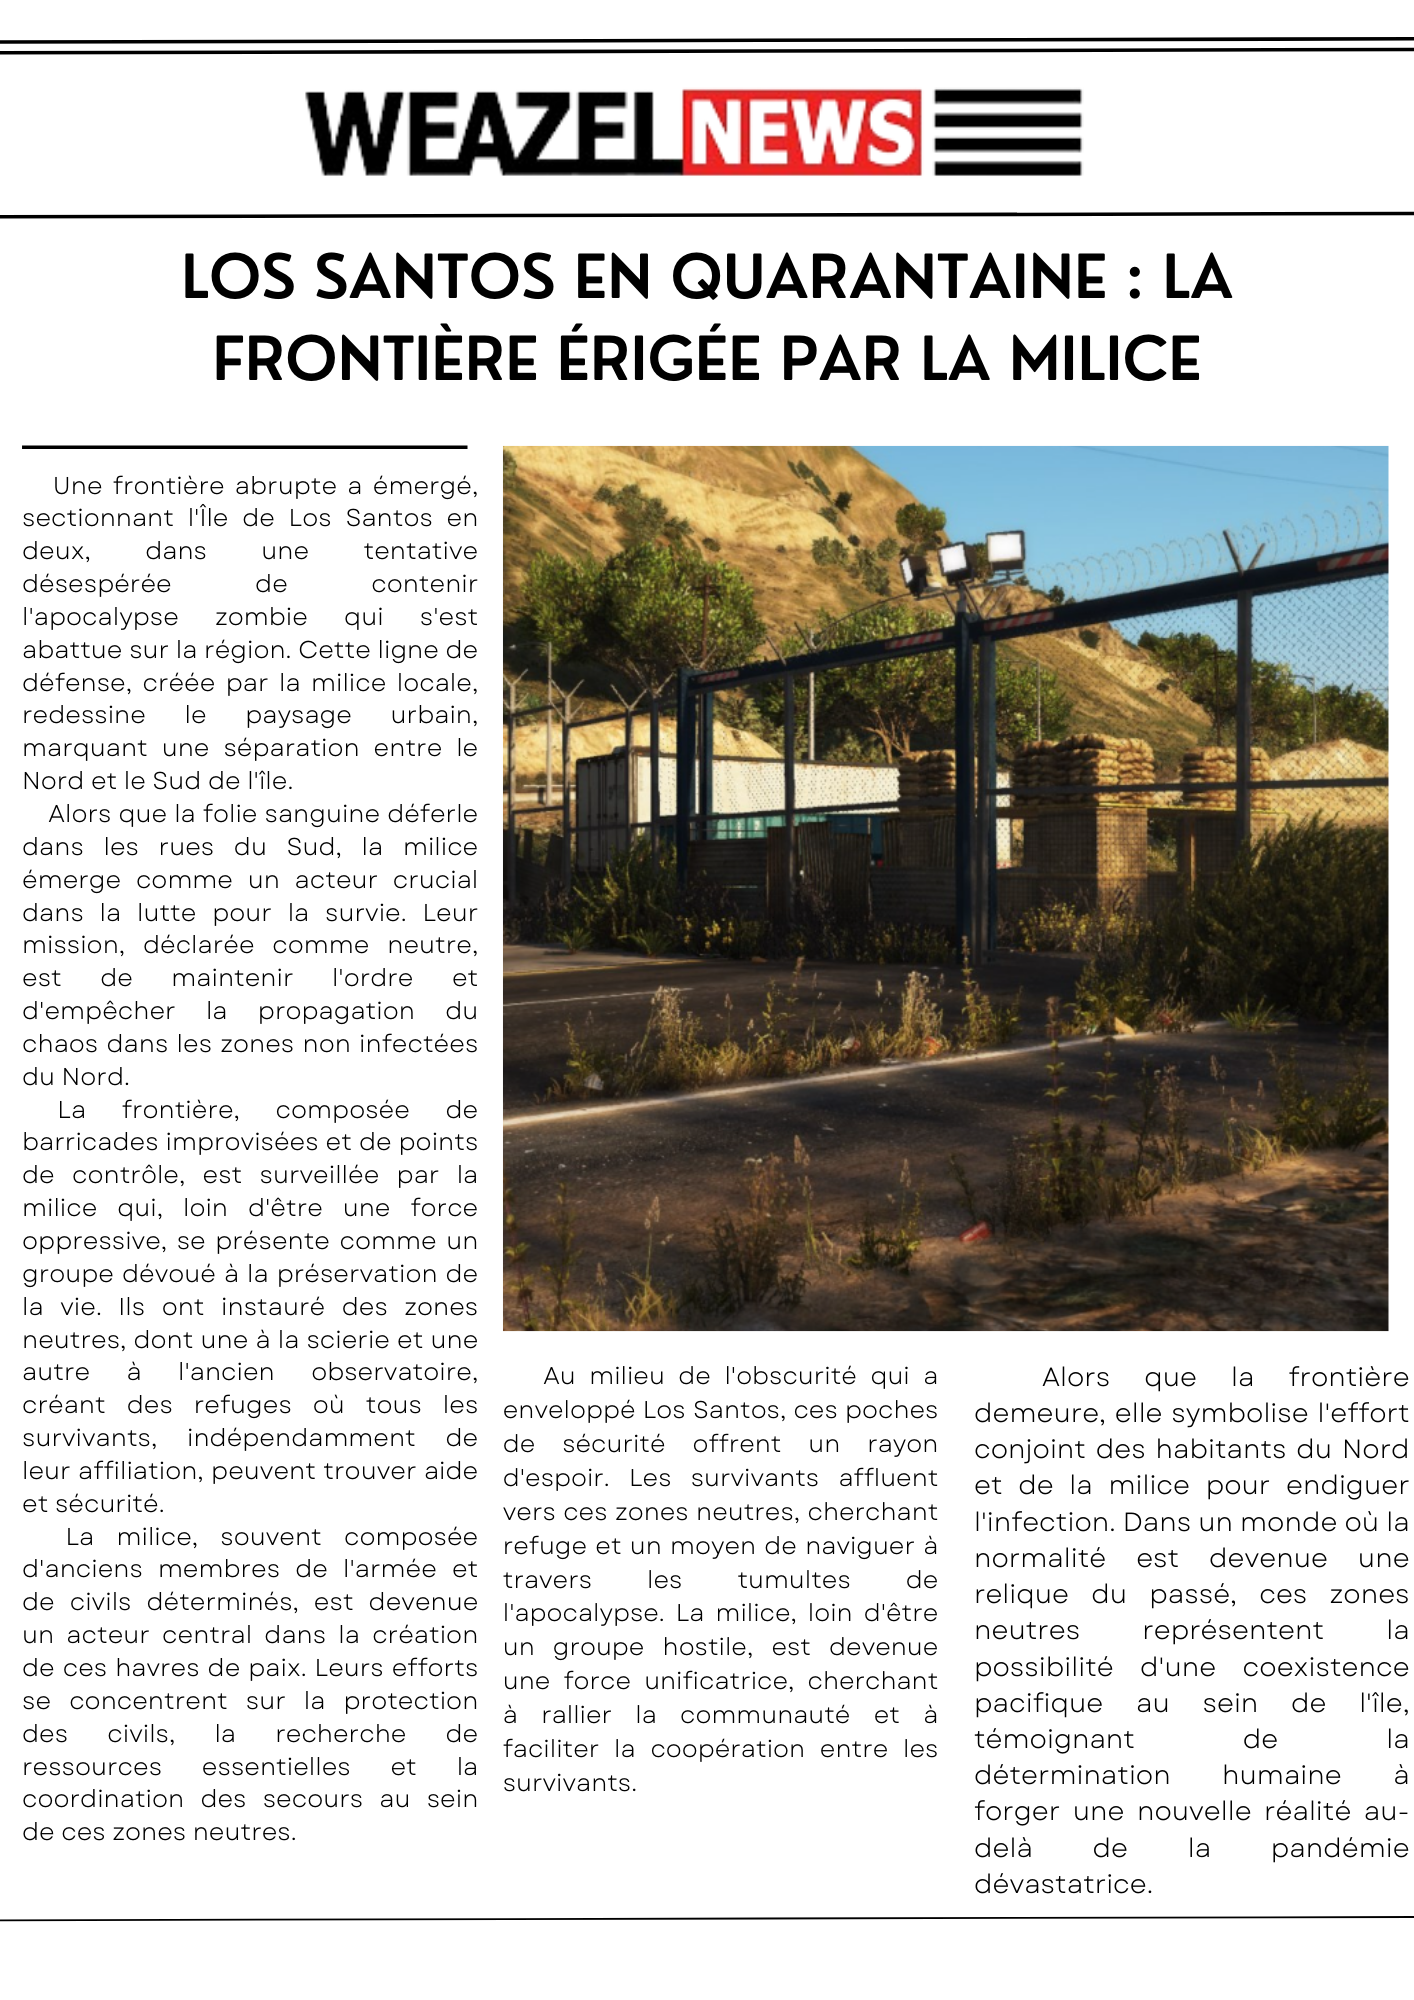 WEAZEL NEWS
LOS SANTOS EN QUARANTAINE : LA
FRONTIÈRE ÉRIGÉE PAR LA MILICE
Une frontière abrupte a émergé,
sectionnant l'Île de Los Santos en
deux, dans une tentative
désespérée de contenir
l'apocalypse zombie qui s'est
abattue sur la région. Cette ligne de
défense, créée par la milice locale,
redessine le paysage urbain,
marquant une séparation entre le
Nord et le Sud de l'île.
Alors que la folie sanguine déferle
dans les rues du Sud, la milice
émerge comme un acteur crucial
dans la lutte pour la survie. Leur
mission, déclarée comme neutre,
est de maintenir l'ordre et
d'empêcher la propagation du
chaos dans les zones non infectées
du Nord.
La frontière, composée de
barricades improvisées et de points
de contrôle, est surveillée par la
milice qui, loin d'être une force
oppressive, se présente comme un
groupe dévoué à la préservation de
la vie. Ils ont instauré des zones
neutres, dont une à la scierie et une
autre à l'ancien observatoire,
créant des refuges où tous les
survivants, indépendamment de
leur affiliation, peuvent trouver aide
et sécurité.
La milice, souvent composée
d'anciens membres de l'armée et
de civils déterminés, est devenue
un acteur central dans la création
de ces havres de paix. Leurs efforts
se concentrent sur la protection
des civils, la recherche de
ressources essentielles et la
coordination des secours au sein
de ces zones neutres.
Au milieu de l'obscurité qui a
enveloppé Los Santos, ces poches
de sécurité offrent un rayon
d'espoir. Les survivants affluent
vers ces zones neutres, cherchant
refuge et un moyen de naviguer à
travers les tumultes de
l'apocalypse. La milice, loin d'être
un groupe hostile, est devenue
une force unificatrice, cherchant
à rallier la communauté et à
faciliter la coopération entre les
survivants.
Alors que la frontière
demeure, elle symbolise l'effort
conjoint des habitants du Nord
et de la milice pour endiguer
l'infection. Dans un monde où la
normalité est devenue une
relique du passé, ces zones
neutres représentent la
possibilité d'une coexistence
pacifique au sein de l'île,
témoignant de la
détermination humaine à
forger une nouvelle réalité au-
delà de la pandémie
dévastatrice.